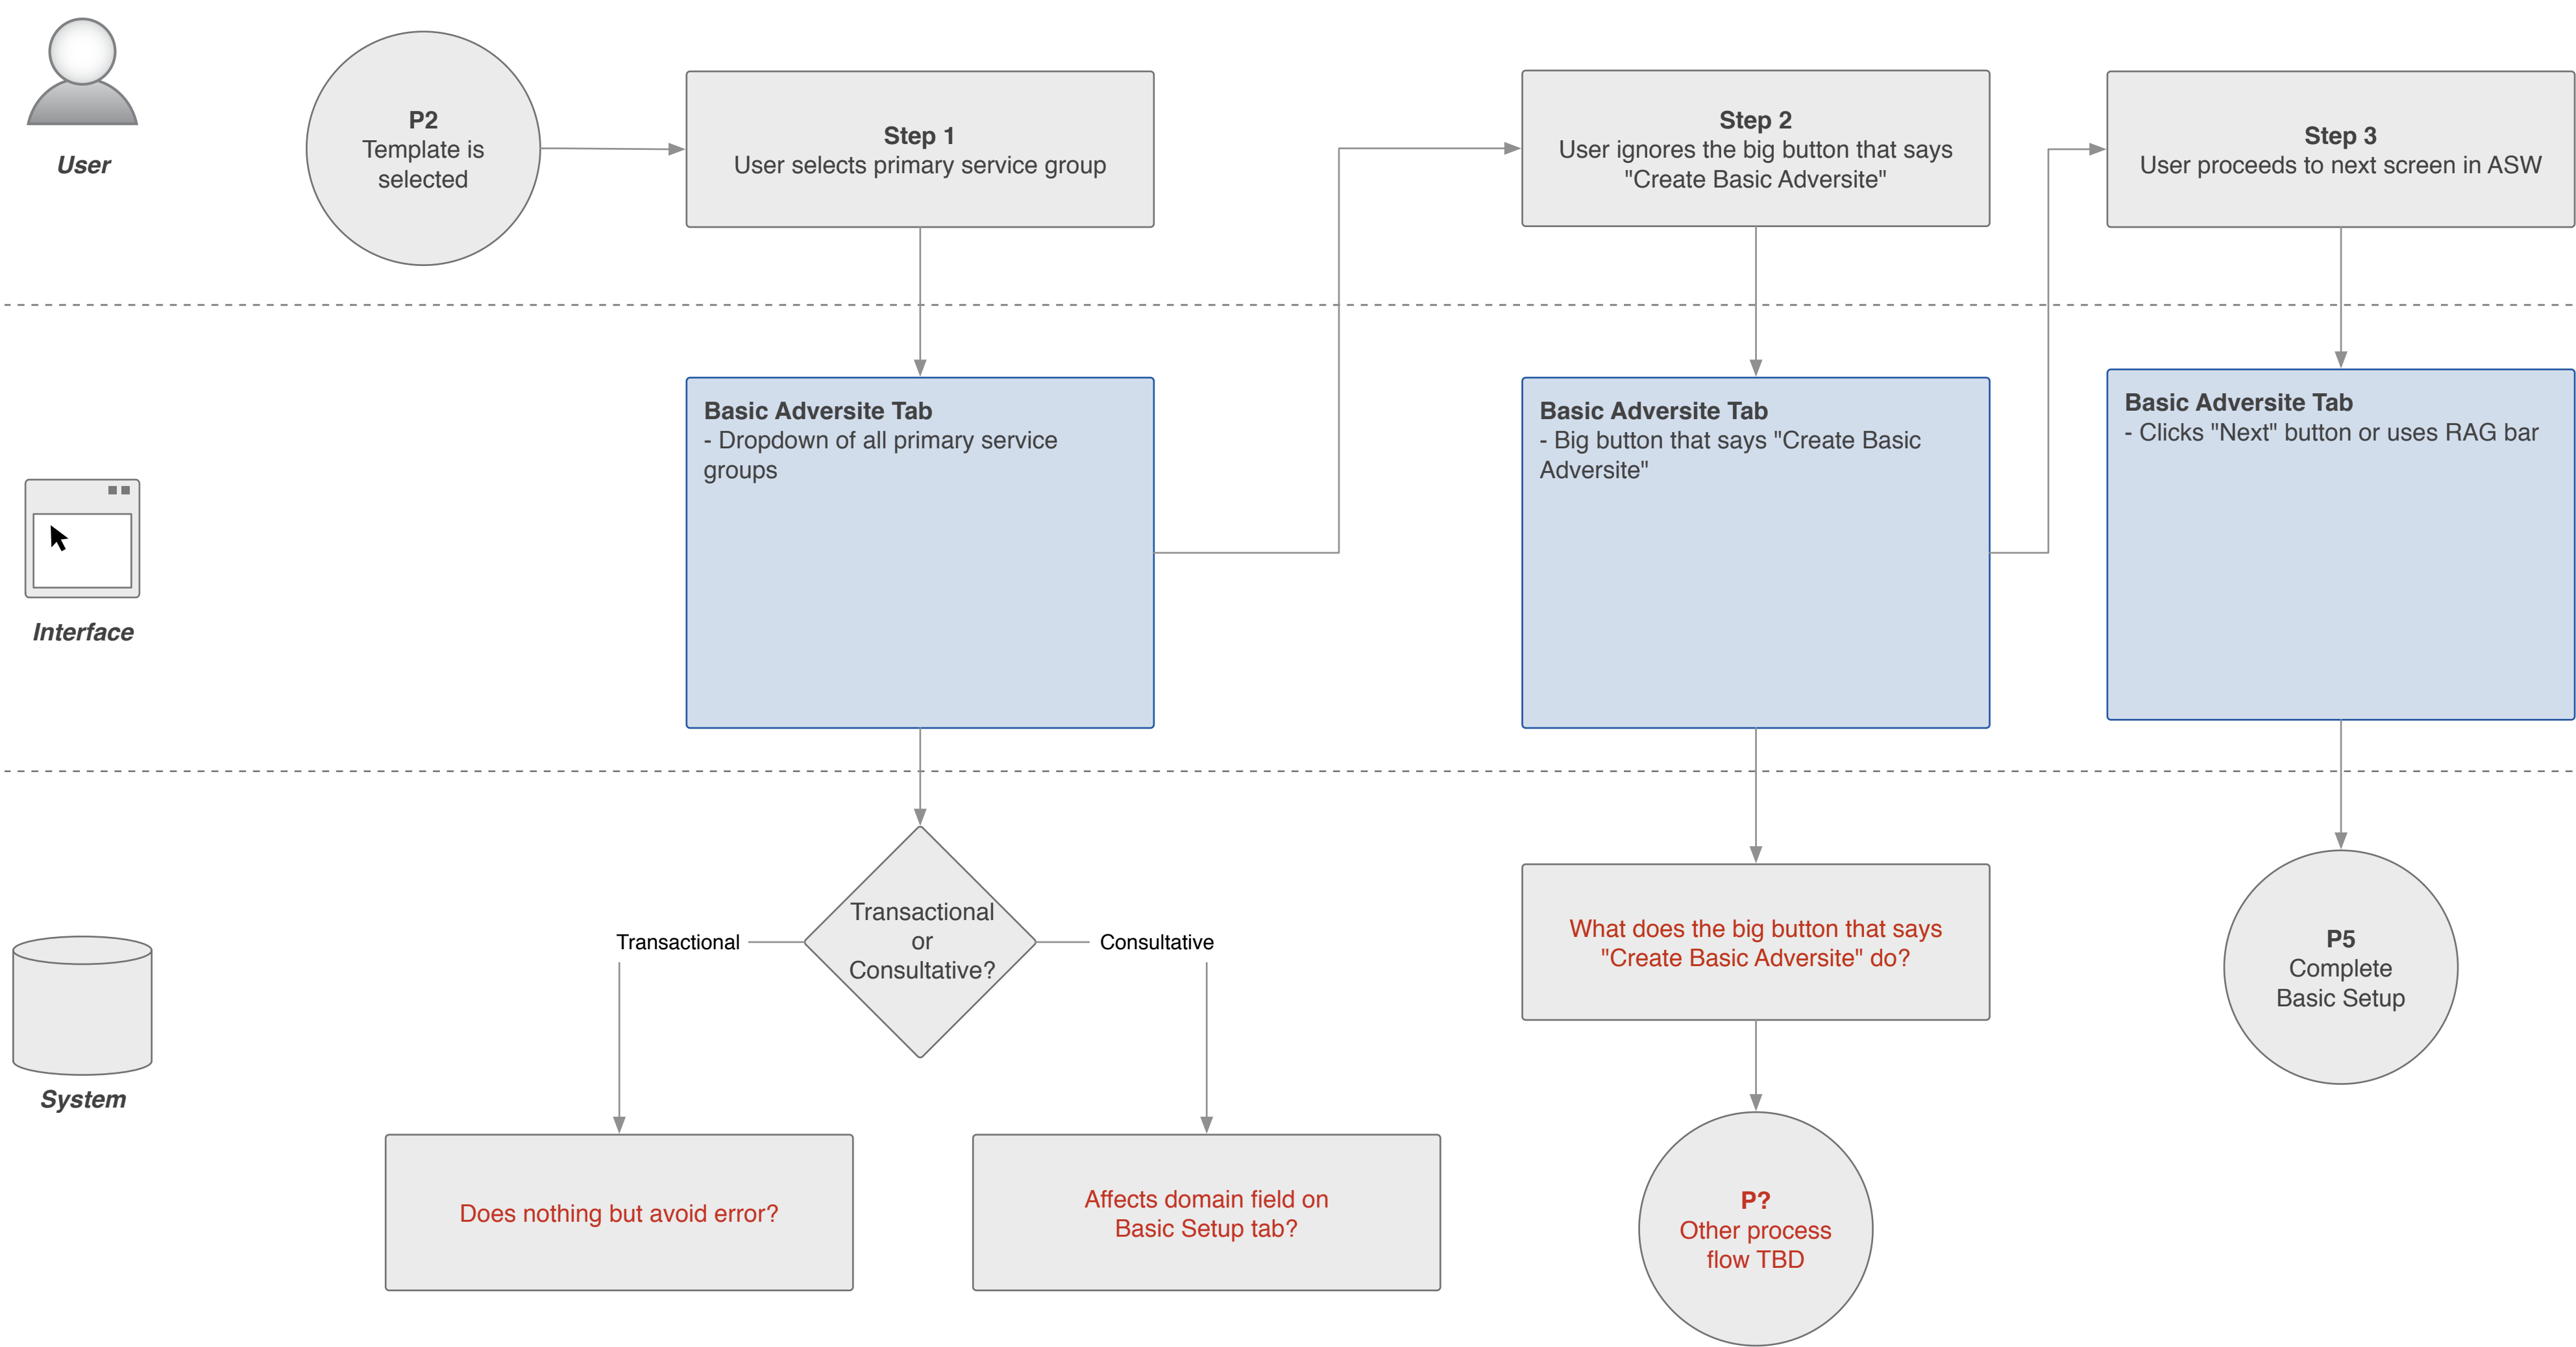 User
P2
Template is
selected
Step 1
User selects primary service group
Step 2
User ignores the big button that says
"Create Basic Adversite"
Step 3
User proceeds to next screen in ASW
Interface
Basic Adversite Tab
- Dropdown of all primary service
groups
Basic Adversite Tab
- Big button that says "Create Basic
Adversite"
Basic Adversite Tab
- Clicks "Next" button or uses RAG bar
System
Transactional
Transactional
or
Consultative?
Consultative
Does nothing but avoid error?
Affects domain field on
Basic Setup tab?
What does the big button that says
"Create Basic Adversite" do?
P?
Other process
flow TBD
P5
Complete
Basic Setup